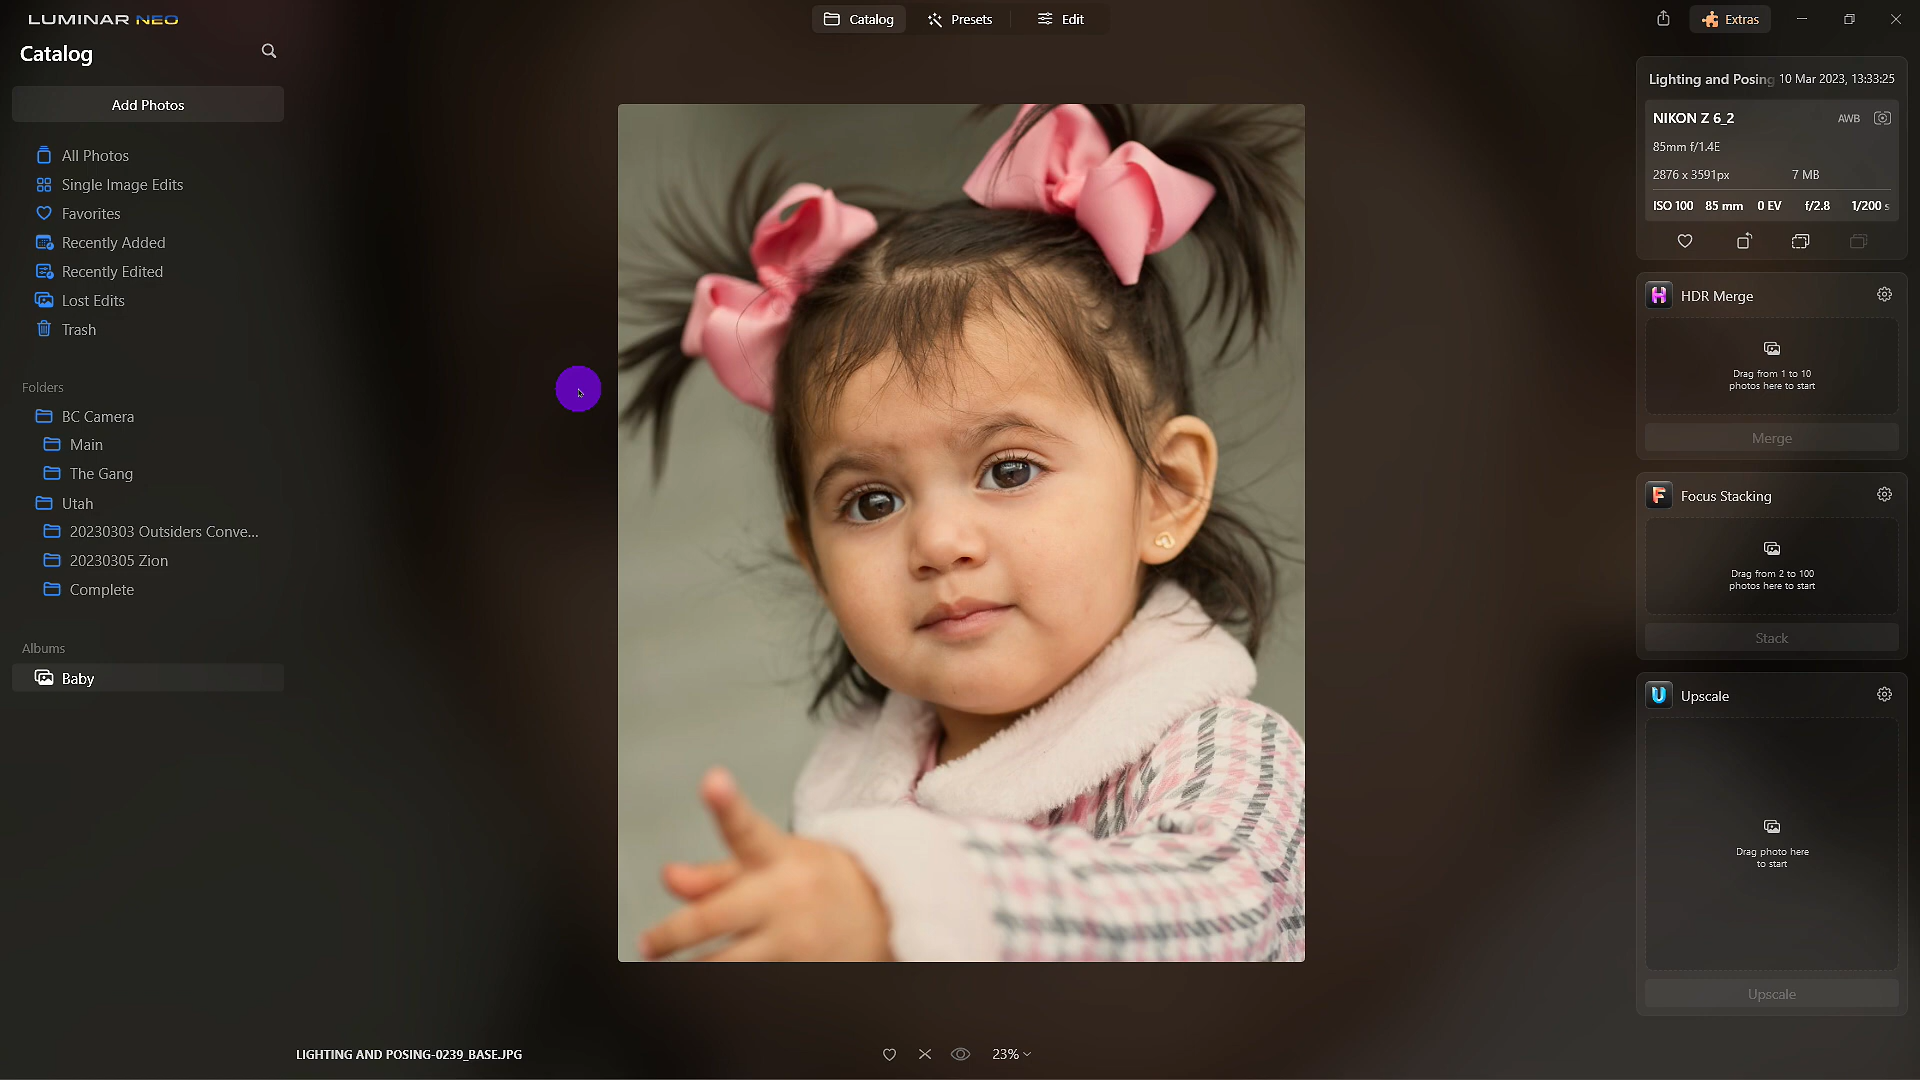 LUMINAR NEO
Catalog
Presets
Edit
Extras
Catalog
Add Photos
All Photos
Single Image Edits
Favorites
Recently Added
Recently Edited
Lost Edits
Trash
Folders
BC Camera
Main
The Gang
Utah
20230303 Outsiders Conve...
20230305 Zion
Complete
Albums
Baby
LIGHTING AND POSING-0239_BASE.JPG
23%
Lighting and Posing 10 Mar 2023, 13:33:25
NIKON Z 6_2 AWB
85mm f/1.4E
2876 x 3591px 7 MB
ISO 100 85 mm 0 EV f/2.8 1/200 s
HDR Merge
Drag from 1 to 10
photos here to start
Merge
Focus Stacking
Drag from 2 to 100
photos here to start
Stack
Upscale
Drag photo here
to start
Upscale